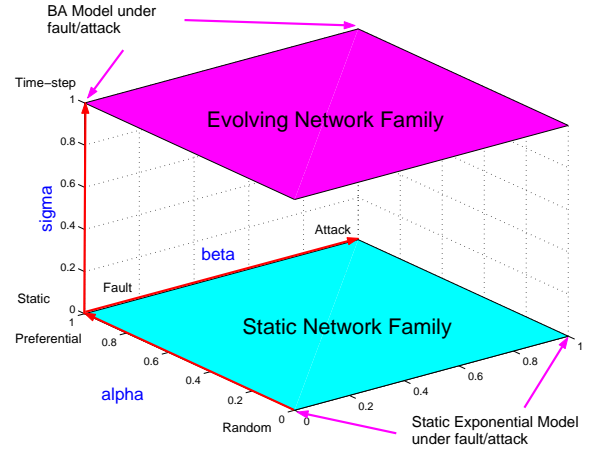 BA Model under
fault/attack
Time−step
1
Evolving Network Family
0.8
0.6
sigma
0.4
Attack
beta
0.2
Fault
Static
0
1
Static Network Family
Preferential
0.8
1
0.6
0.8
0.4
0.6
alpha
0.2
0.4
0.2
Random
0
0
Static Exponential Model
under fault/attack